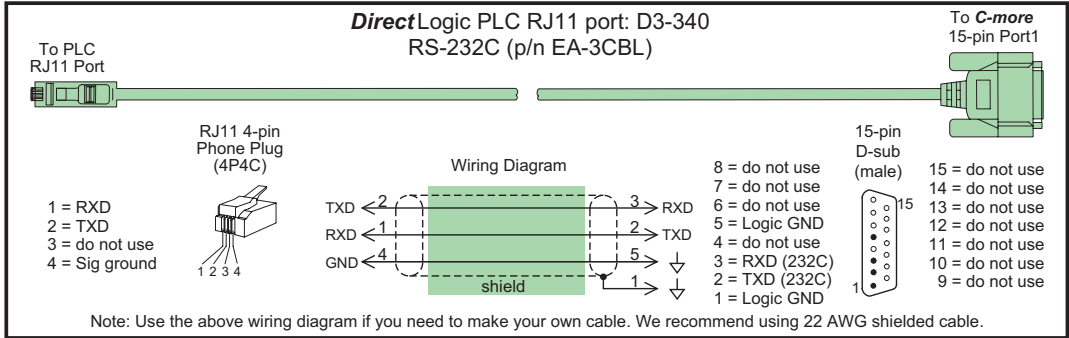 DirectLogic PLC RJ11 port: D3-340
RS-232C (p/n EA-3CBL)
To PLC
RJ11 Port
To C-more
15-pin Port1
RJ11 4-pin
Phone Plug
(4P4C)
1 = RXD
2 = TXD
3 = do not use
4 = Sig ground
1 2 3 4
Wiring Diagram
TXD 2 3 RXD
RXD 1 2 TXD
GND 4 5
1
shield
8 = do not use
7 = do not use
6 = do not use
5 = Logic GND
4 = do not use
3 = RXD (232C)
2 = TXD (232C)
1 = Logic GND
15-pin
D-sub
(male)
15
1
15 = do not use
14 = do not use
13 = do not use
12 = do not use
11 = do not use
10 = do not use
9 = do not use
Note: Use the above wiring diagram if you need to make your own cable. We recommend using 22 AWG shielded cable.